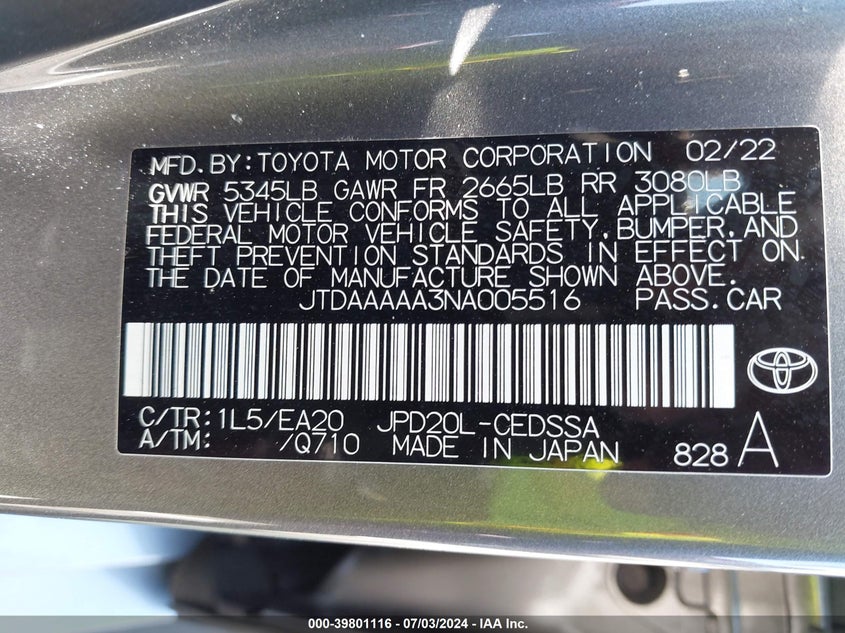 MFD.BY:TOYOTA MOTOR CORPORATION 02/22
GVWR 5345LB GAWR FR 2665LB RR 3080LB
THIS VEHICLE CONFORMS TO ALL APPLICABLE
FEDERAL MOTOR VEHICLE SAFETY,BUMPER,AND
THEFT PREVENTION STANDARDS IN EFFECT ON
THE DATE OF MANUFACTURE SHOWN ABOVE.
JTDAAAAA3NA005516 PASS.CAR
C/TR:1L5/EA20 JPD20L-CEDSSA
A/TM: /Q710 MADE IN JAPAN 828 A
000-39801116 - 07/03/2024 - IAA Inc.